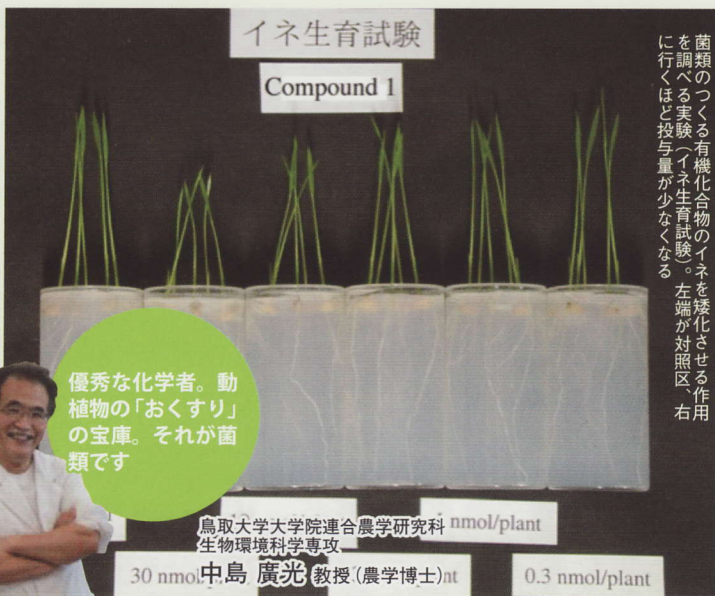 イネ生育試験
Compound 1
菌類のつくる有機化合物のイネを矮化させる作用
を調べる実験（イネ生育試験）。左端が対照区、右
に行くほど投与量が少なくなる
優秀な化学者。動
植物の「おくすり」
の宝庫。それが菌
類です
鳥取大学大学院連合農学研究科
生物環境科学専攻
中島 廣光 教授（農学博士）
nmol/plant
30 nmol
0.3 nmol/plant